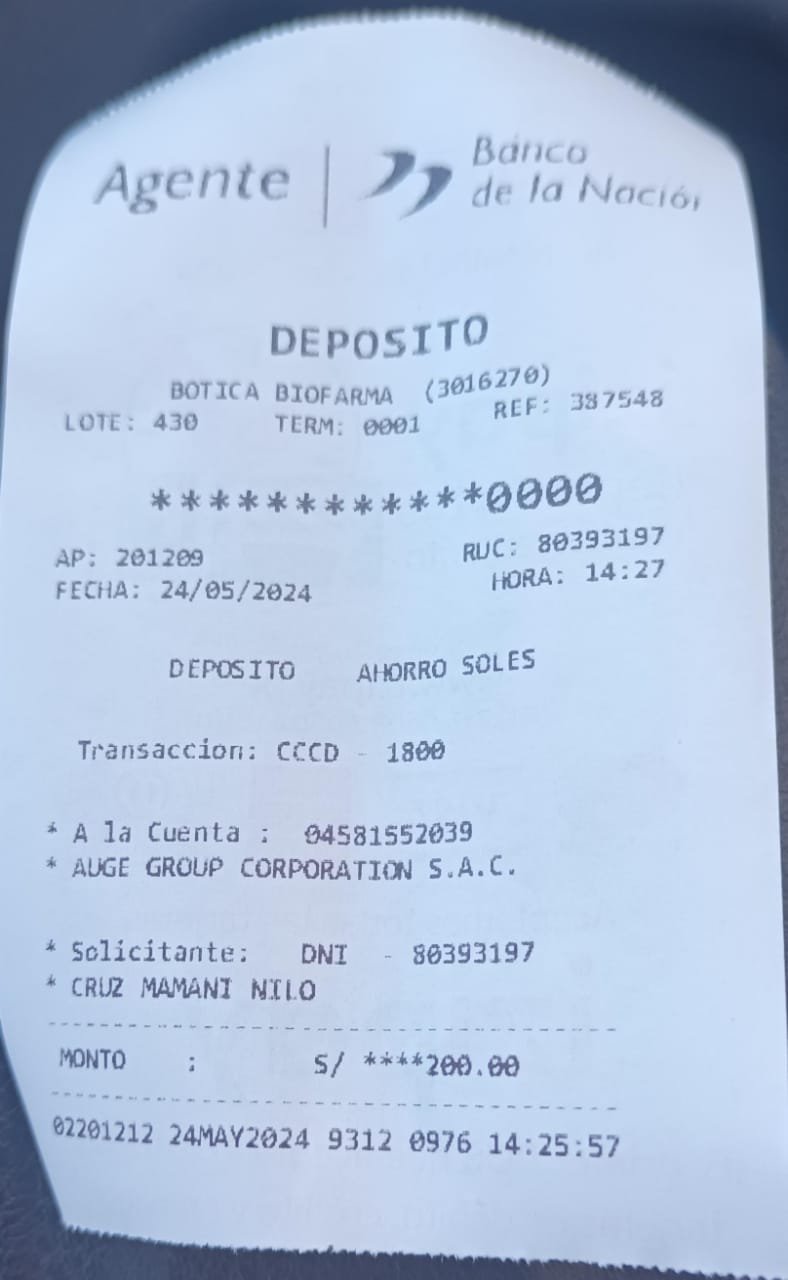 Agente | Banco
de la Nación
DEPOSITO
BOTICA BIOFARMA (3016270)
LOTE: 430 TERM: 0001 REF: 387548
************0000
AP: 201209 RUC: 80393197
FECHA: 24/05/2024 HORA: 14:27
DEPOSITO AHORRO SOLES
Transaccion: CCCD - 1800
* A la Cuenta : 04581552039
* AUGE GROUP CORPORATION S.A.C.
* Solicitante: DNI - 80393197
* CRUZ MAMANI NILO
MONTO : S/ ****200.00
02201212 24MAY2024 9312 0976 14:25:57